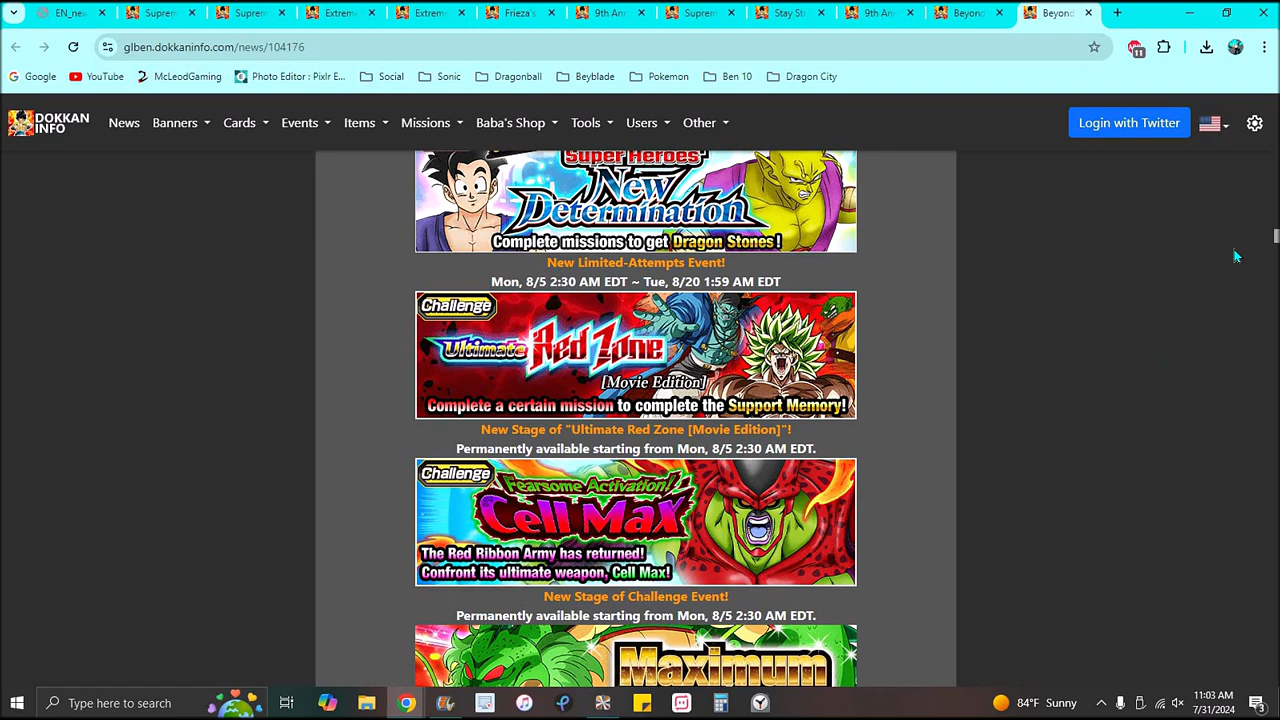 EN_new
Suprem
Suprem
Extrem
Extrem
Frieza's
9th Ann
Suprem
Stay St
9th Ann
Beyond
Beyond
glben.dokkaninfo.com/news/104176
11
Google
YouTube
McLeodGaming
Photo Editor : Pixlr E...
Social
Sonic
Dragonball
Beyblade
Pokemon
Ben 10
Dragon City
DOKKAN
INFO
News
Banners
Cards
Events
Items
Missions
Baba's Shop
Tools
Users
Other
Login with Twitter
Super Heroes'
New
Determination
Complete missions to get Dragon Stones!
New Limited-Attempts Event!
Mon, 8/5 2:30 AM EDT ~ Tue, 8/20 1:59 AM EDT
Challenge
Ultimate Red Zone
[Movie Edition]
Complete a certain mission to complete the Support Memory!
New Stage of "Ultimate Red Zone [Movie Edition]"!
Permanently available starting from Mon, 8/5 2:30 AM EDT.
Challenge
Fearsome Activation!
Cell Max
The Red Ribbon Army has returned!
Confront its ultimate weapon, Cell Max!
New Stage of Challenge Event!
Permanently available starting from Mon, 8/5 2:30 AM EDT.
Maximum
Type here to search
84°F Sunny
11:03 AM
7/31/2024
3